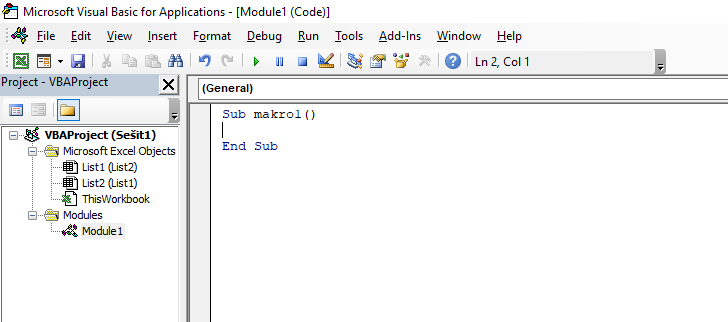 Microsoft Visual Basic for Applications - [Module1 (Code)]
File Edit View Insert Format Debug Run Tools Add-Ins Window Help
Ln 2, Col 1
Project - VBAProject
(General)
VBAProject (Sešit1)
Microsoft Excel Objects
List1 (List2)
List2 (List1)
ThisWorkbook
Modules
Module1
Sub makro1()
End Sub